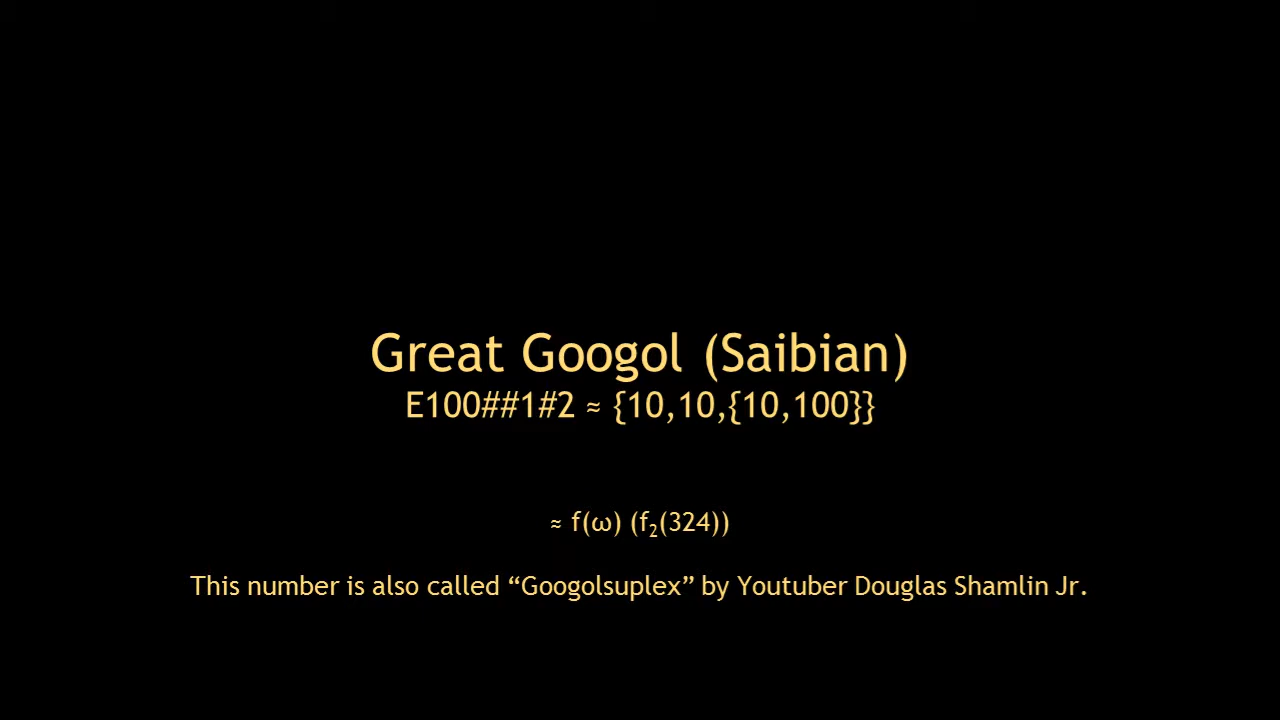 Great Googol (Saibian)
E100##1#2 ≈ {10,10,{10,100}}
≈ f(ω) (f₂(324))
This number is also called “Googolsuplex” by Youtuber Douglas Shamlin Jr.